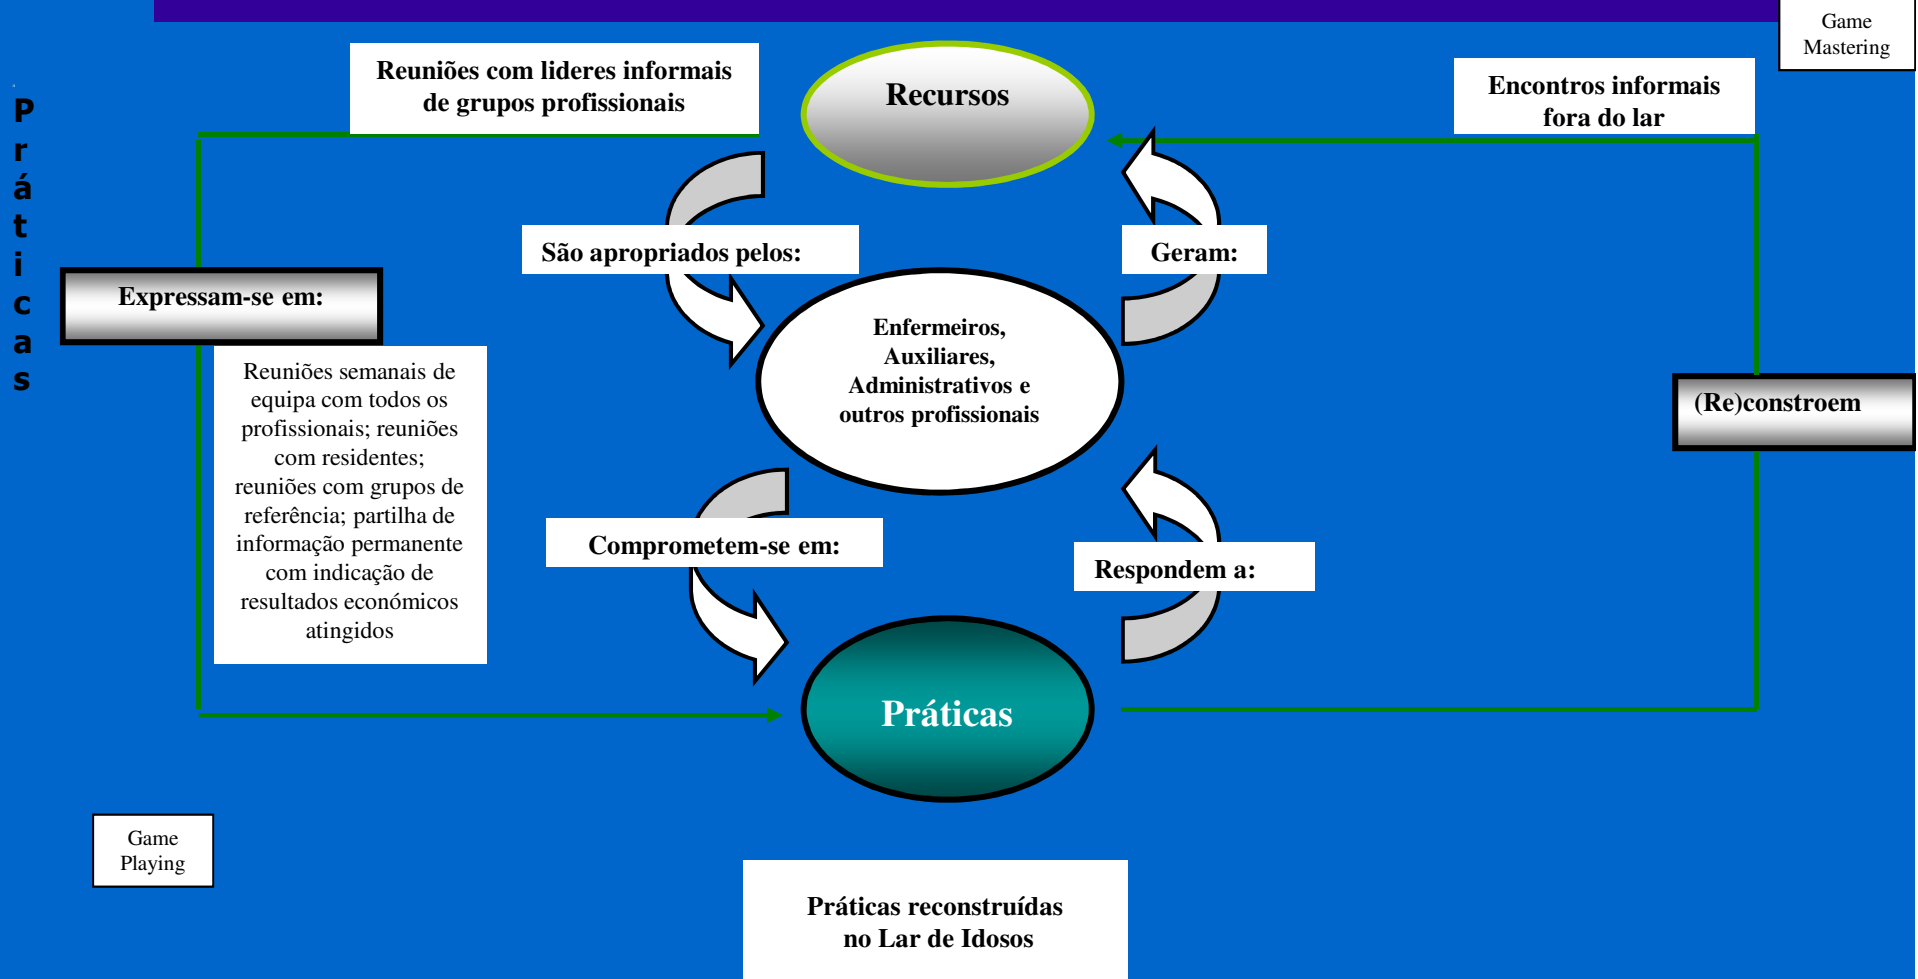 Game
Mastering
Reuniões com lideres informais
de grupos profissionais
Recursos
Encontros informais
fora do lar
Práticas
São apropriados pelos:
Geram:
Expressam-se em:
Enfermeiros,
Auxiliares,
Administrativos e
outros profissionais
Reuniões semanais de
equipa com todos os
profissionais; reuniões
com residentes;
reuniões com grupos de
referência; partilha de
informação permanente
com indicação de
resultados económicos
atingidos
(Re)constroem
Comprometem-se em:
Respondem a:
Práticas
Game
Playing
Práticas reconstruídas
no Lar de Idosos